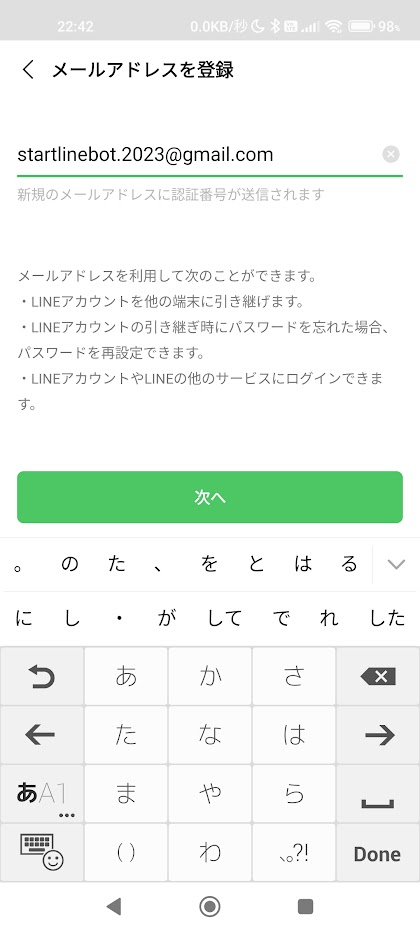 22:42 0.0KB/秒 98%
メールアドレスを登録
startlinebot.2023@gmail.com
新規のメールアドレスに認証番号が送信されます
メールアドレスを利用して次のことができます。
・LINEアカウントを他の端末に引き継げます。
・LINEアカウントの引き継ぎ時にパスワードを忘れた場合、
パスワードを再設定できます。
・LINEアカウントやLINEの他のサービスにログインできま
す。
次へ
。 の た 、 を と は る
に し ・ が して で れ した
あ か さ
た な は
あA1 ま や ら
() わ 、。?! Done